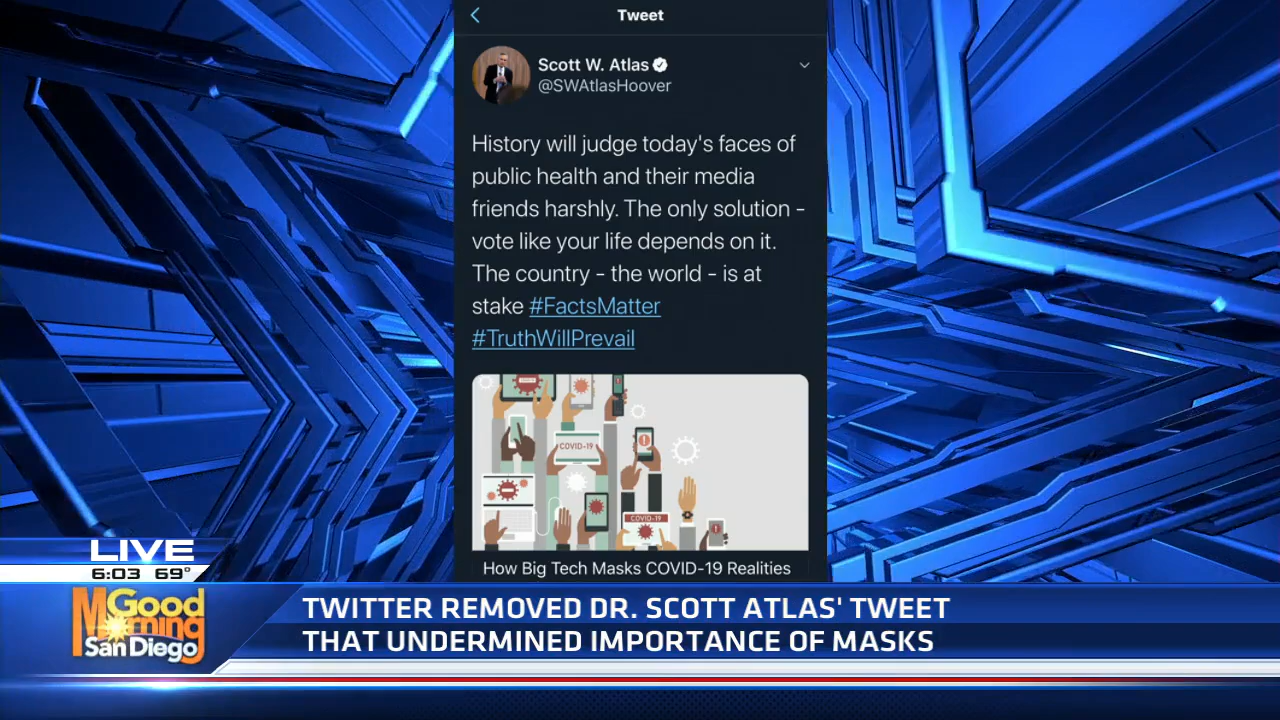 Tweet
Scott W. Atlas
@SWAtlasHoover
History will judge today's faces of
public health and their media
friends harshly. The only solution -
vote like your life depends on it.
The country - the world - is at
stake #FactsMatter
#TruthWillPrevail
COVID-19
COVID-19
How Big Tech Masks COVID-19 Realities
LIVE
6:03 69°
Good
Morning
San Diego
TWITTER REMOVED DR. SCOTT ATLAS' TWEET
THAT UNDERMINED IMPORTANCE OF MASKS